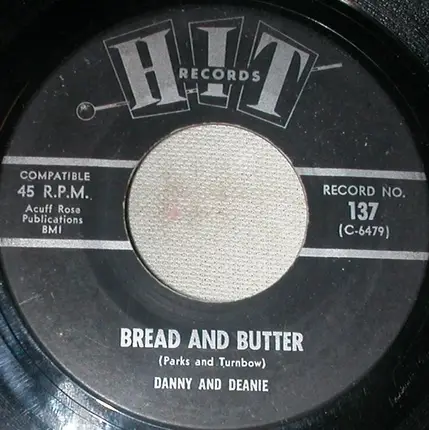 HIT
RECORDS
COMPATIBLE
45 R.P.M.
Acuff Rose
Publications
BMI
RECORD NO.
137
(C-6479)
BREAD AND BUTTER
(Parks and Turnbow)
DANNY AND DEANIE